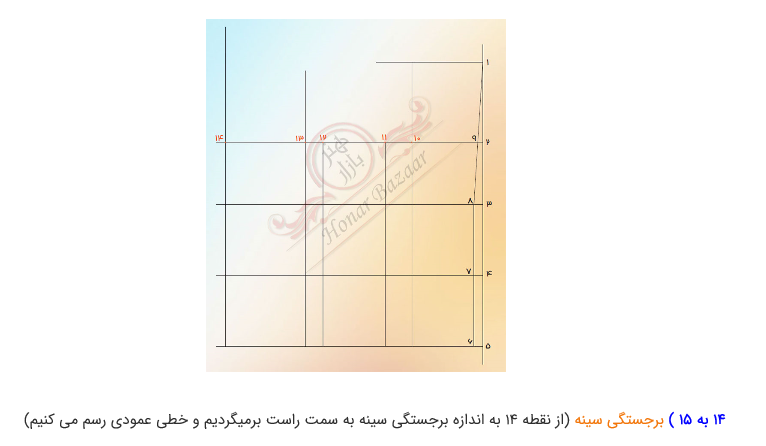 ۱
۱۴ ۱۳ ۱۲ ۱۱ ۱۰ ۹ ۲
هنر
بازار
Honar Bazaar
۸ ۳
۷ ۴
۶ ۵
۱۴ به ۱۵ ) برجستگی سینه (از نقطه ۱۴ به اندازه برجستگی سینه به سمت راست برمیگردیم و خطی عمودی رسم می کنیم)